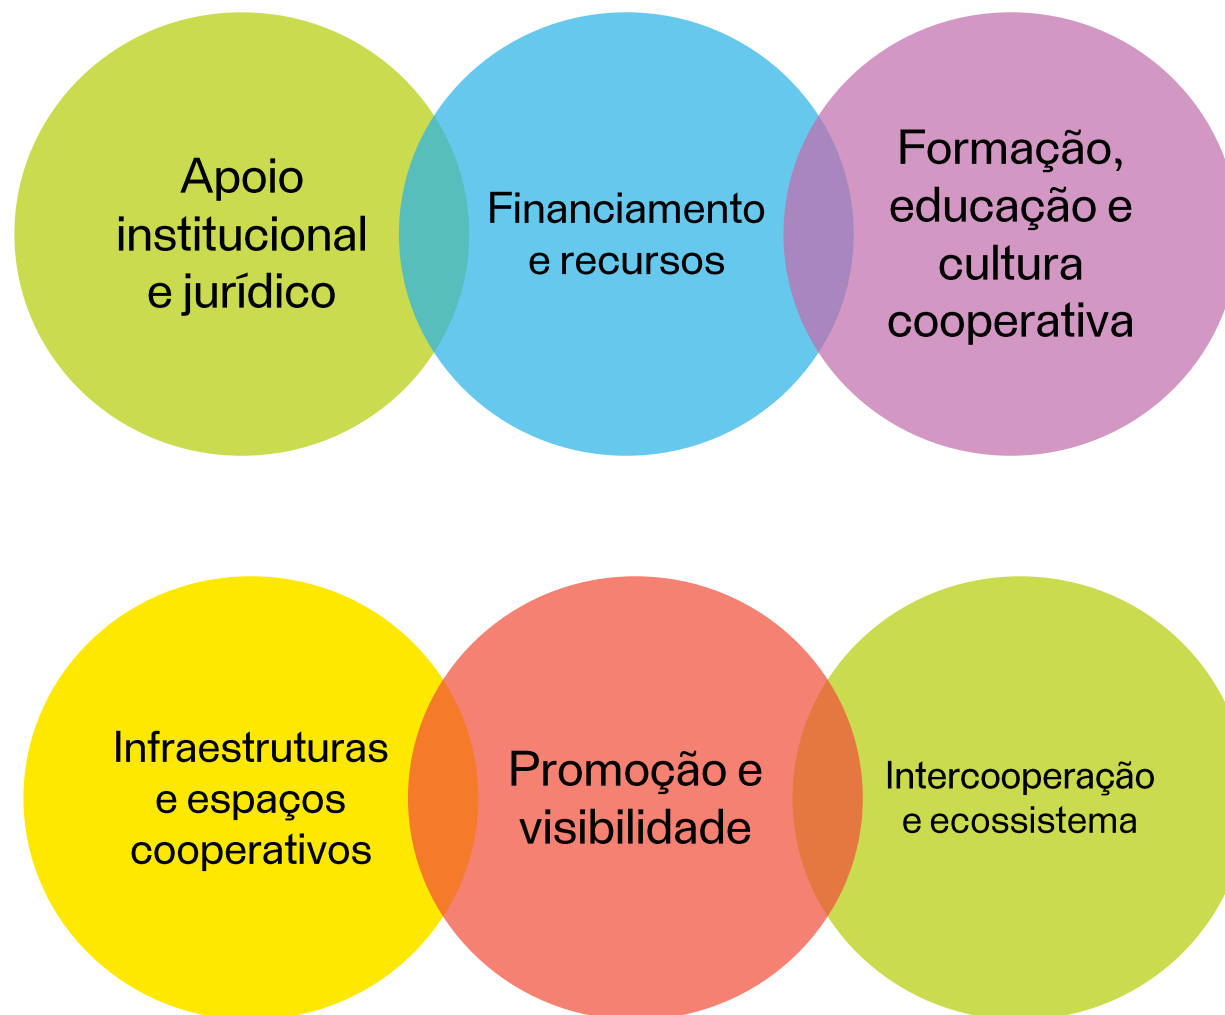 Apoio
institucional
e jurídico
Financiamento
e recursos
Formação,
educação e
cultura
cooperativa
Infraestruturas
e espaços
cooperativos
Promoção e
visibilidade
Intercooperação
e ecossistema